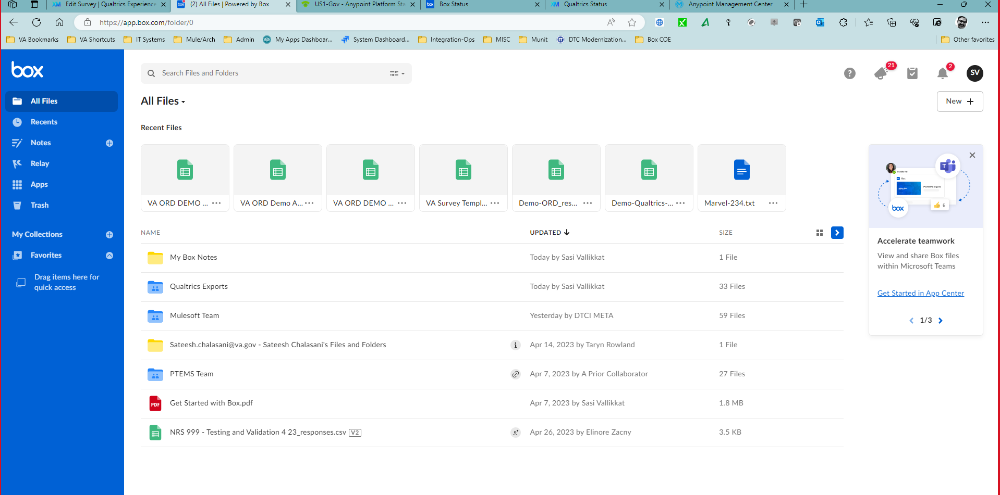 Edit Survey | Qualtrics Experience
(2) All Files | Powered by Box
US1-Gov - Anypoint Platform Sta
box
Box Status
Qualtrics Status
Anypoint Management Center
https://app.box.com/folder/0
VA Bookmarks
VA Shortcuts
IT Systems
Mule/Arch
Admin
My Apps Dashboar...
System Dashboard...
Integration-Ops
MISC
Munit
DTC Modernization...
Box COE
Other favorites
box
All Files
Recents
Notes
Relay
Apps
Trash
My Collections
Favorites
Drag items here for
quick access
Search Files and Folders
21
2
SV
All Files
New +
Recent Files
VA ORD DEMO ...
VA ORD Demo A...
VA ORD DEMO ...
VA Survey Templ...
Demo-ORD_res...
Demo-Qualtrics-...
Marvel-234.txt
NAME UPDATED SIZE
My Box Notes Today by Sasi Vallikkat 1 File
Qualtrics Exports Today by Sasi Vallikkat 33 Files
Mulesoft Team Yesterday by DTCI META 59 Files
Sateesh.chalasani@va.gov - Sateesh Chalasani's Files and Folders Apr 14, 2023 by Taryn Rowland 1 File
PTEMS Team Apr 7, 2023 by A Prior Collaborator 27 Files
PDF Get Started with Box.pdf Apr 7, 2023 by Sasi Vallikkat 1.8 MB
NRS 999 - Testing and Validation 4 23_responses.csv V2 Apr 26, 2023 by Elinore Zacny 3.5 KB
Box
PowerPoint.pptx
box
6
Accelerate teamwork
View and share Box files
within Microsoft Teams
Get Started in App Center
1/3